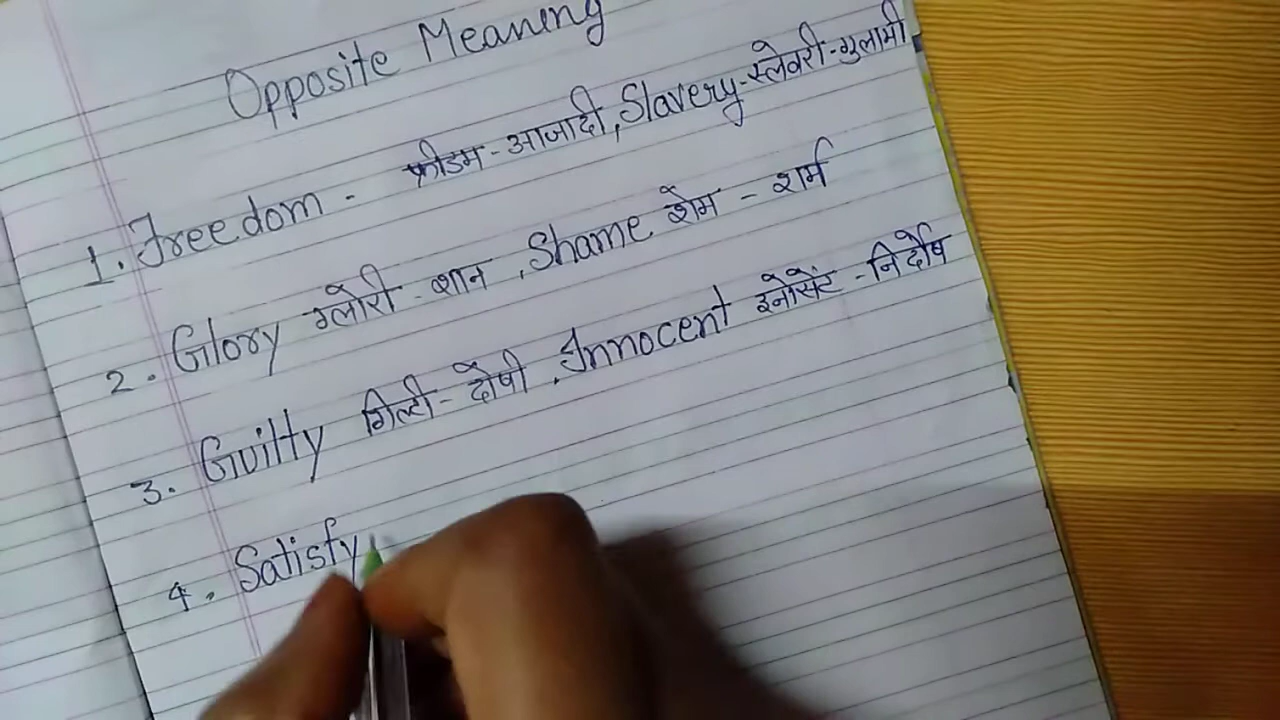 Opposite Meaning
1. Freedom - फ्रीडम - आजादी, Slavery - स्लेवरी - गुलामी
2. Glory ग्लोरी - शान, Shame शेम - शर्म
3. Guilty गिल्टी - दोषी, Innocent इनोसेंट - निर्दोष
4. Satisfy